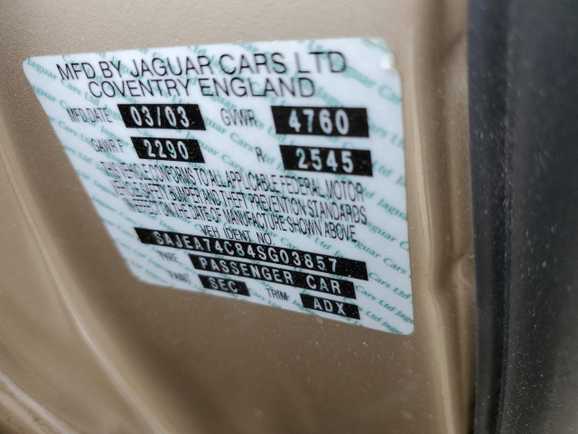 MFD BY JAGUAR CARS LTD
COVENTRY ENGLAND
MFD.DATE 03/03 GVWR 4760
GAWR F 2290 R 2545
THIS VEHICLE CONFORMS TO ALL APPLICABLE FEDERAL MOTOR
VEHICLE SAFETY BUMPER AND THEFT PREVENTION STANDARDS
IN EFFECT ON THE DATE OF MANUFACTURE SHOWN ABOVE
VEH. IDENT. NO.
SAJEA74C84SG03857
TYPE PASSENGER CAR
PAINT SEC TRIM ADX